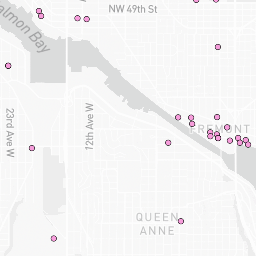 NW 49th St
Salmon Bay
23rd Ave W
12th Ave W
FREMONT
QUEEN
ANNE